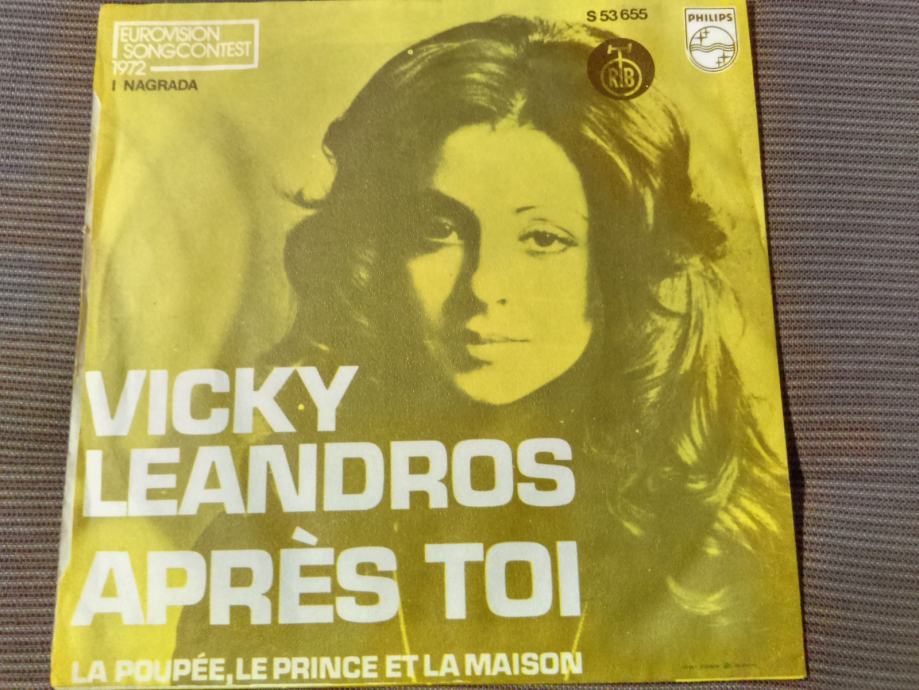 EUROVISION
SONGCONTEST
1972
I NAGRADA
S 53 655
RTB
PHILIPS
VICKY
LEANDROS
APRÈS TOI
LA POUPÉE, LE PRINCE ET LA MAISON